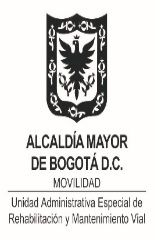 ALCALDÍA MAYOR
DE BOGOTÁ D.C.
MOVILIDAD
Unidad Administrativa Especial de
Rehabilitación y Mantenimiento Vial